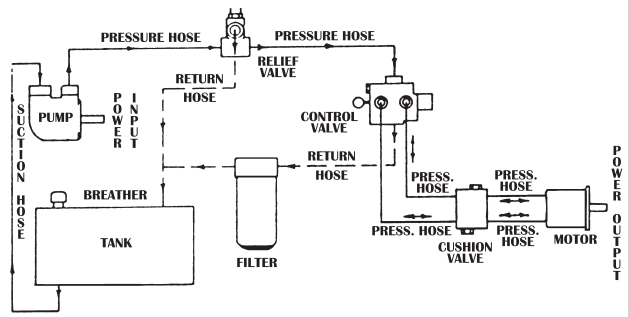 PRESSURE HOSE
PRESSURE HOSE
RELIEF
VALVE
RETURN
HOSE
PUMP
POWER
INPUT
SUCTION HOSE
CONTROL
VALVE
RETURN
HOSE
PRESS.
HOSE
PRESS.
HOSE
POWER OUTPUT
BREATHER
TANK
FILTER
PRESS. HOSE
CUSHION
VALVE
PRESS.
HOSE
MOTOR